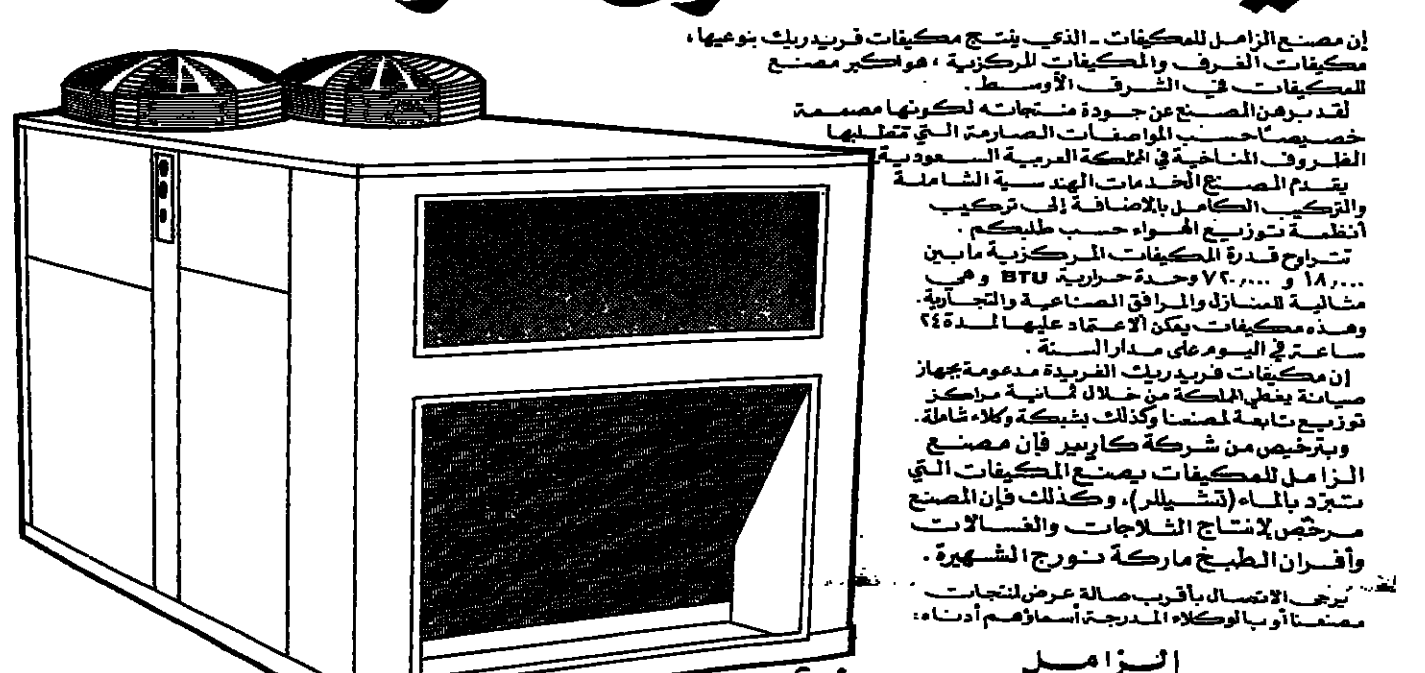 إن مصنع الزامل للمكيفات ـ الذي ينتج مكيفات فريدريك بنوعيها،
مكيفات الغرف والمكيفات المركزية، هو اكبر مصنع
للمكيفات في الشرق الأوسط.
لقد برهن المصنع عن جودة منتجاته لكونها مصممة
خصيصاً حسب المواصفات الصارمة التي تتطلبها
الظروف المناخية في المملكة العربية السعودية
يقدم المصنع الخدمات الهندسية الشاملة
والتركيب الكامل بالاضافة إلى تركيب
أنظمة توزيع الهواء حسب طلبكم.
تتراوح قدرة المكيفات المركزية مابين
١٨,٠٠٠ و ٧٢٠,٠٠٠ وحدة حرارية BTU وهي
مثالية للمنازل والمرافق الصناعية والتجارية.
وهذه مكيفات يمكن الاعتماد عليها لمدة ٢٤
ساعة في اليوم على مدار السنة.
إن مكيفات فريدريك الفريدة مدعومة بجهاز
صيانة يغطي المملكة من خلال ثمانية مراكز
توزيع تابعة لمصنعنا وكذلك بشبكة وكلاء شاملة.
وبترخيص من شركة كاريير فإن مصنع
الزامل للمكيفات يصنع المكيفات التي
تبرّد بالماء (تشيللر)، وكذلك فإن المصنع
مرخّص لإنتاج الثلاجات والغسالات
وأفران الطبخ ماركة نورج الشهيرة.
يرجى الاتصال بأقرب صالة عرض لمنتجات
مصنعنا أو بالوكلاء المدرجة أسماؤهم أدناه:
الزامل